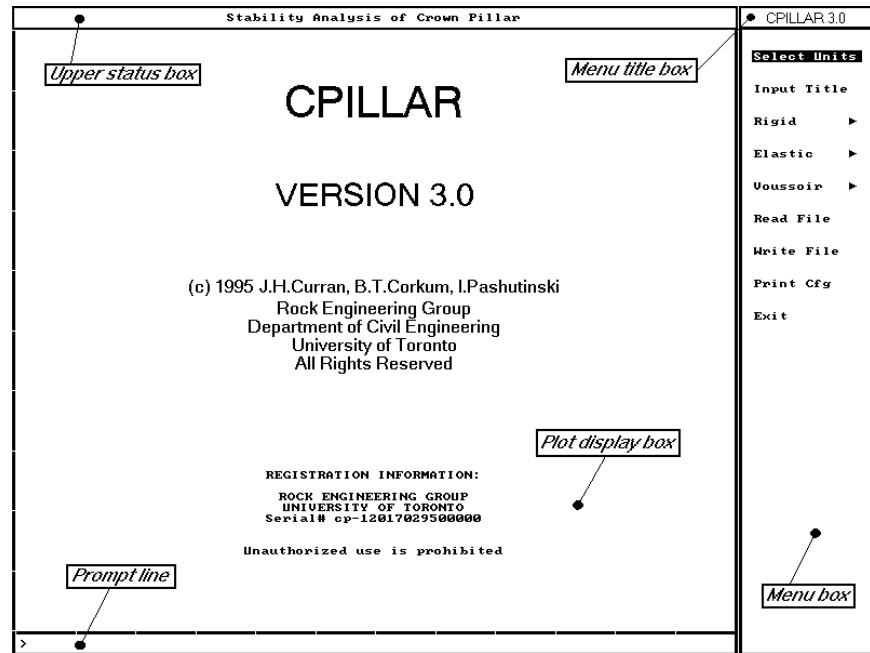 Stability Analysis of Crown Pillar
CPILLAR 3.0
Upper status box
Menu title box
CPILLAR
VERSION 3.0
(c) 1995 J.H.Curran, B.T.Corkum, I.Pashutinski
Rock Engineering Group
Department of Civil Engineering
University of Toronto
All Rights Reserved
Plot display box
REGISTRATION INFORMATION:
ROCK ENGINEERING GROUP
UNIVERSITY OF TORONTO
Serial# cp-12017029500000
Unauthorized use is prohibited
Prompt line
>
Select Units
Input Title
Rigid ►
Elastic ►
Voussoir ►
Read File
Write File
Print Cfg
Exit
Menu box